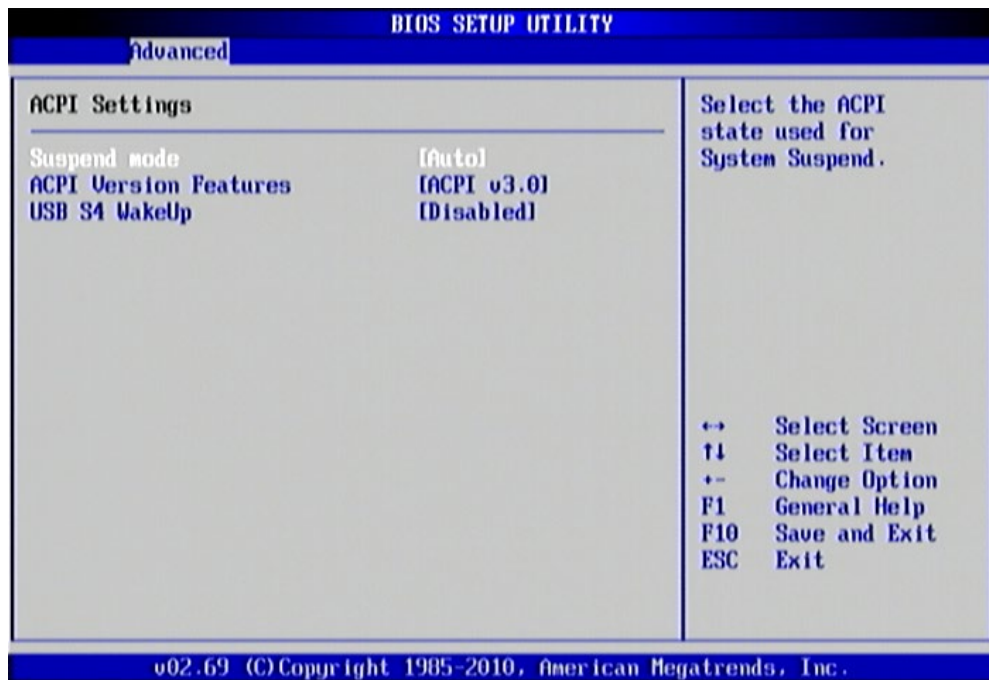 BIOS SETUP UTILITY
Advanced
ACPI Settings
Suspend mode [Auto]
ACPI Version Features [ACPI v3.0]
USB S4 WakeUp [Disabled]
Select the ACPI
state used for
System Suspend.
↔ Select Screen
↑↓ Select Item
+- Change Option
F1 General Help
F10 Save and Exit
ESC Exit
v02.69 (C)Copyright 1985-2010, American Megatrends, Inc.